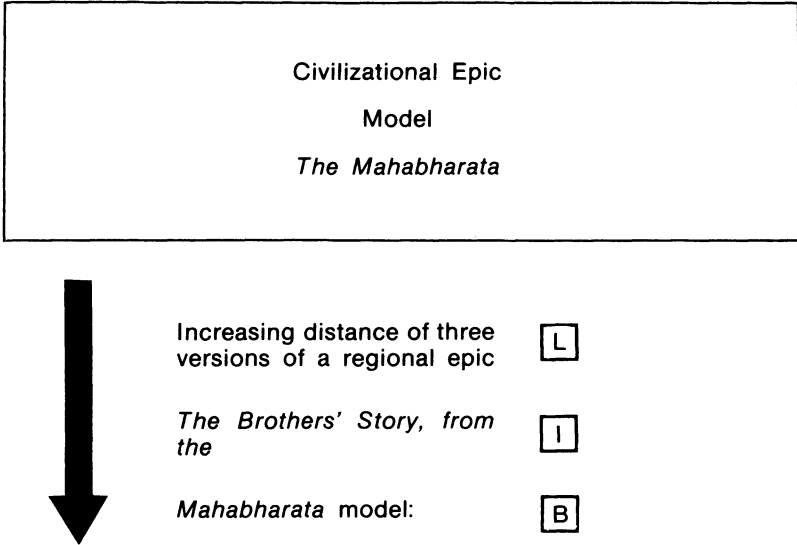 Civilizational Epic
Model
The Mahabharata
Increasing distance of three
versions of a regional epic
L
The Brothers' Story, from
the
I
Mahabharata model:
B